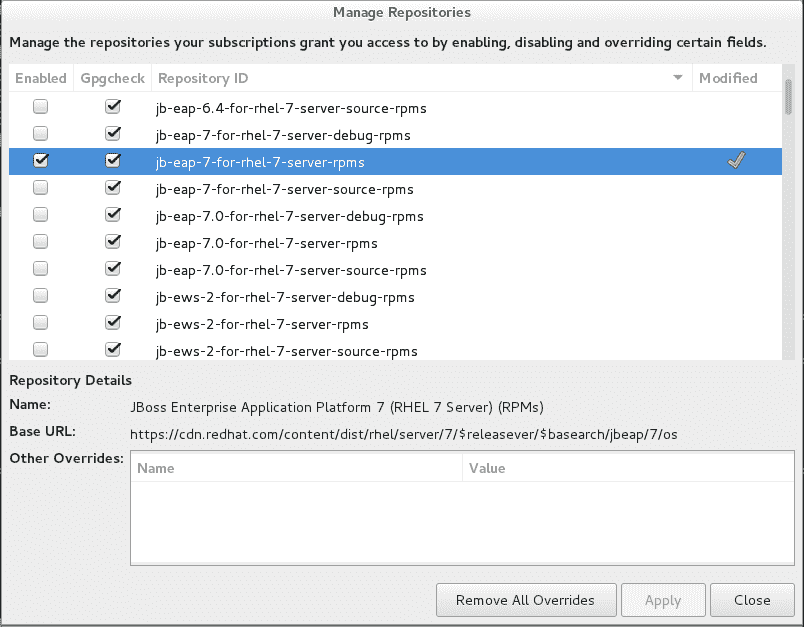 Manage Repositories
Manage the repositories your subscriptions grant you access to by enabling, disabling and overriding certain fields.
Enabled Gpgcheck Repository ID Modified
jb-eap-6.4-for-rhel-7-server-source-rpms
jb-eap-7-for-rhel-7-server-debug-rpms
jb-eap-7-for-rhel-7-server-rpms
jb-eap-7-for-rhel-7-server-source-rpms
jb-eap-7.0-for-rhel-7-server-debug-rpms
jb-eap-7.0-for-rhel-7-server-rpms
jb-eap-7.0-for-rhel-7-server-source-rpms
jb-ews-2-for-rhel-7-server-debug-rpms
jb-ews-2-for-rhel-7-server-rpms
jb-ews-2-for-rhel-7-server-source-rpms
Repository Details
Name: JBoss Enterprise Application Platform 7 (RHEL 7 Server) (RPMs)
Base URL: https://cdn.redhat.com/content/dist/rhel/server/7/$releasever/$basearch/jbeap/7/os
Other Overrides: Name Value
Remove All Overrides Apply Close